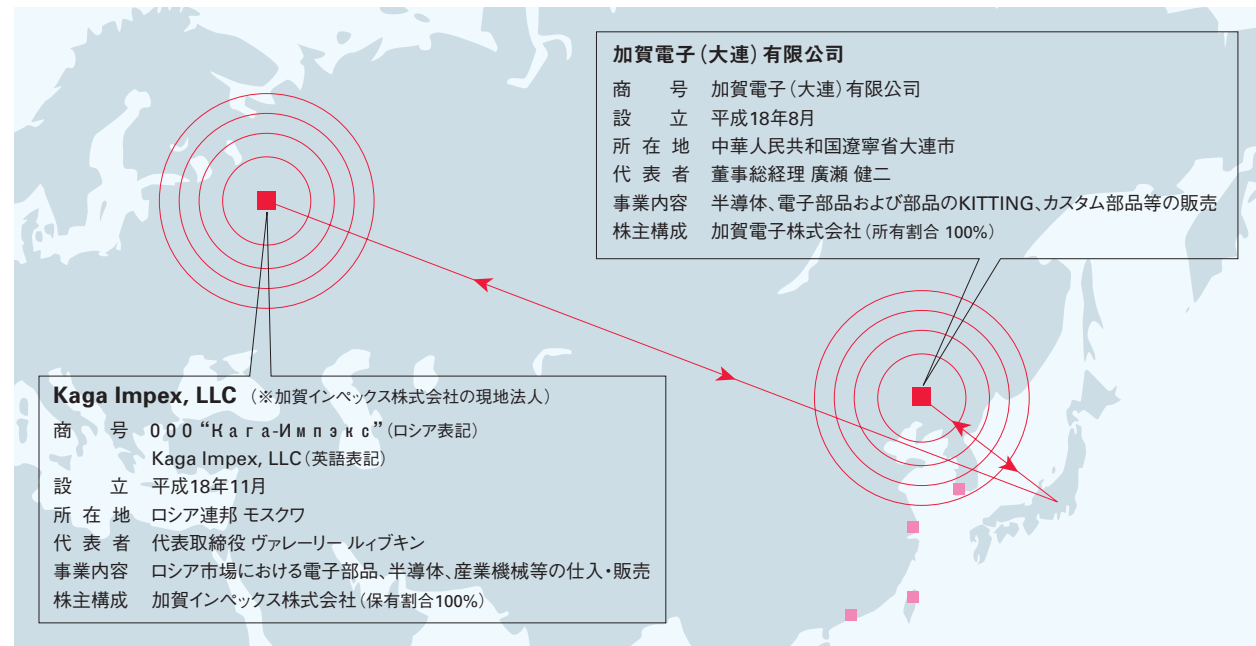 加賀電子(大連)有限公司
商 号 加賀電子(大連)有限公司
設 立 平成18年8月
所在地 中華人民共和国遼寧省大連市
代表者 董事総経理 廣瀬 健二
事業内容 半導体、電子部品および部品のKITTING、カスタム部品等の販売
株主構成 加賀電子株式会社(所有割合 100%)
Kaga Impex, LLC (※加賀インペックス株式会社の現地法人)
商 号 ООО “Кага-Импэкс”(ロシア表記)
Kaga Impex, LLC(英語表記)
設 立 平成18年11月
所在地 ロシア連邦 モスクワ
代表者 代表取締役 ヴァレーリー ルィブキン
事業内容 ロシア市場における電子部品、半導体、産業機械等の仕入・販売
株主構成 加賀インペックス株式会社(保有割合100%)